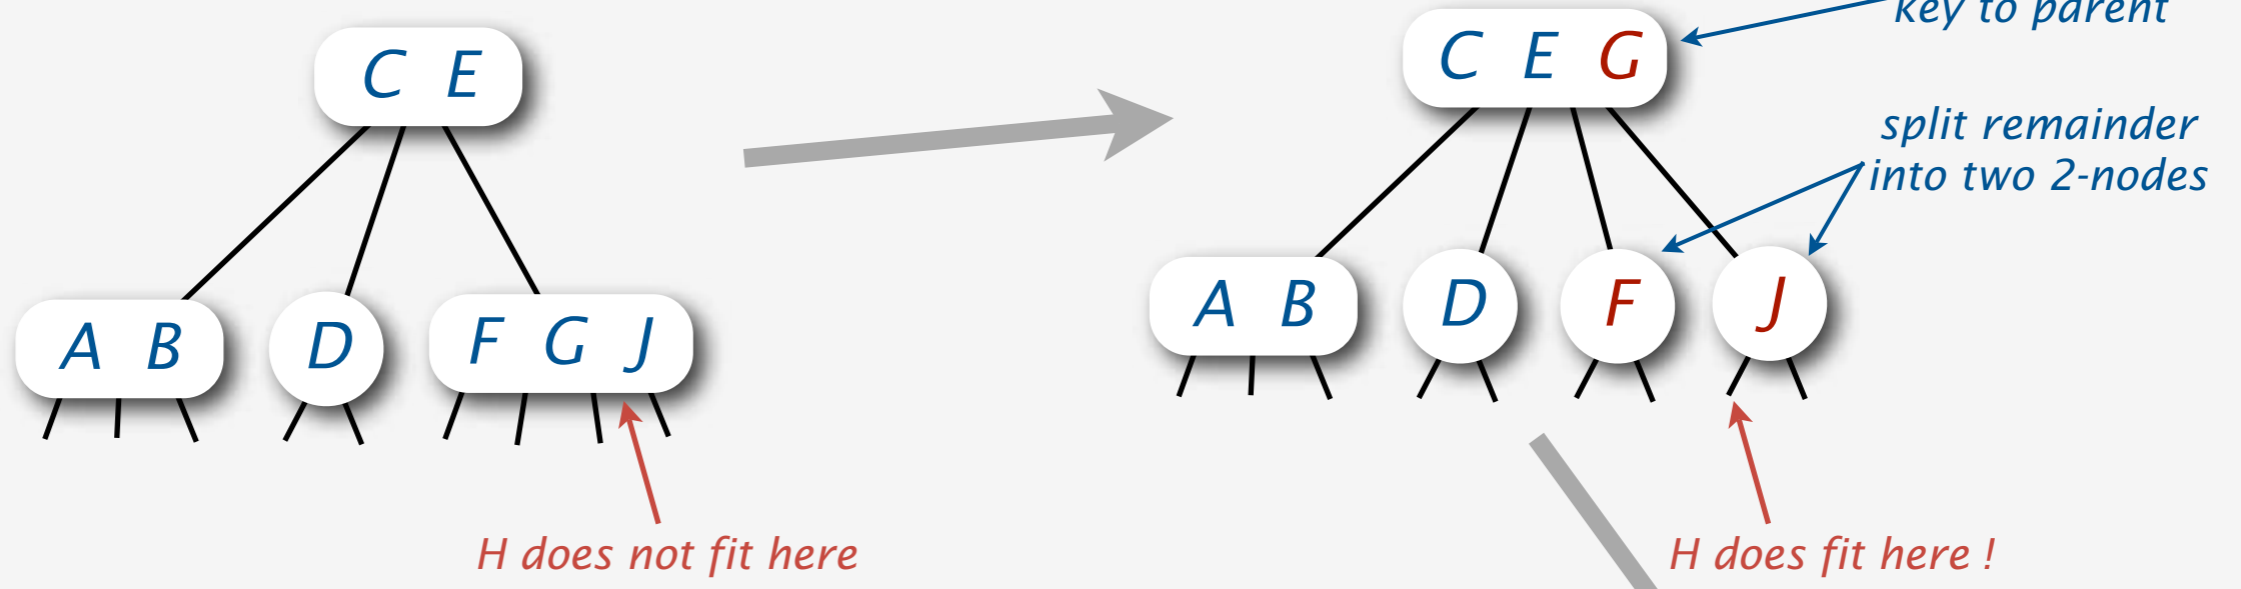 key to parent
C E
C E G
split remainder
into two 2-nodes
A B
D
F G J
A B
D
F
J
H does not fit here
H does fit here !